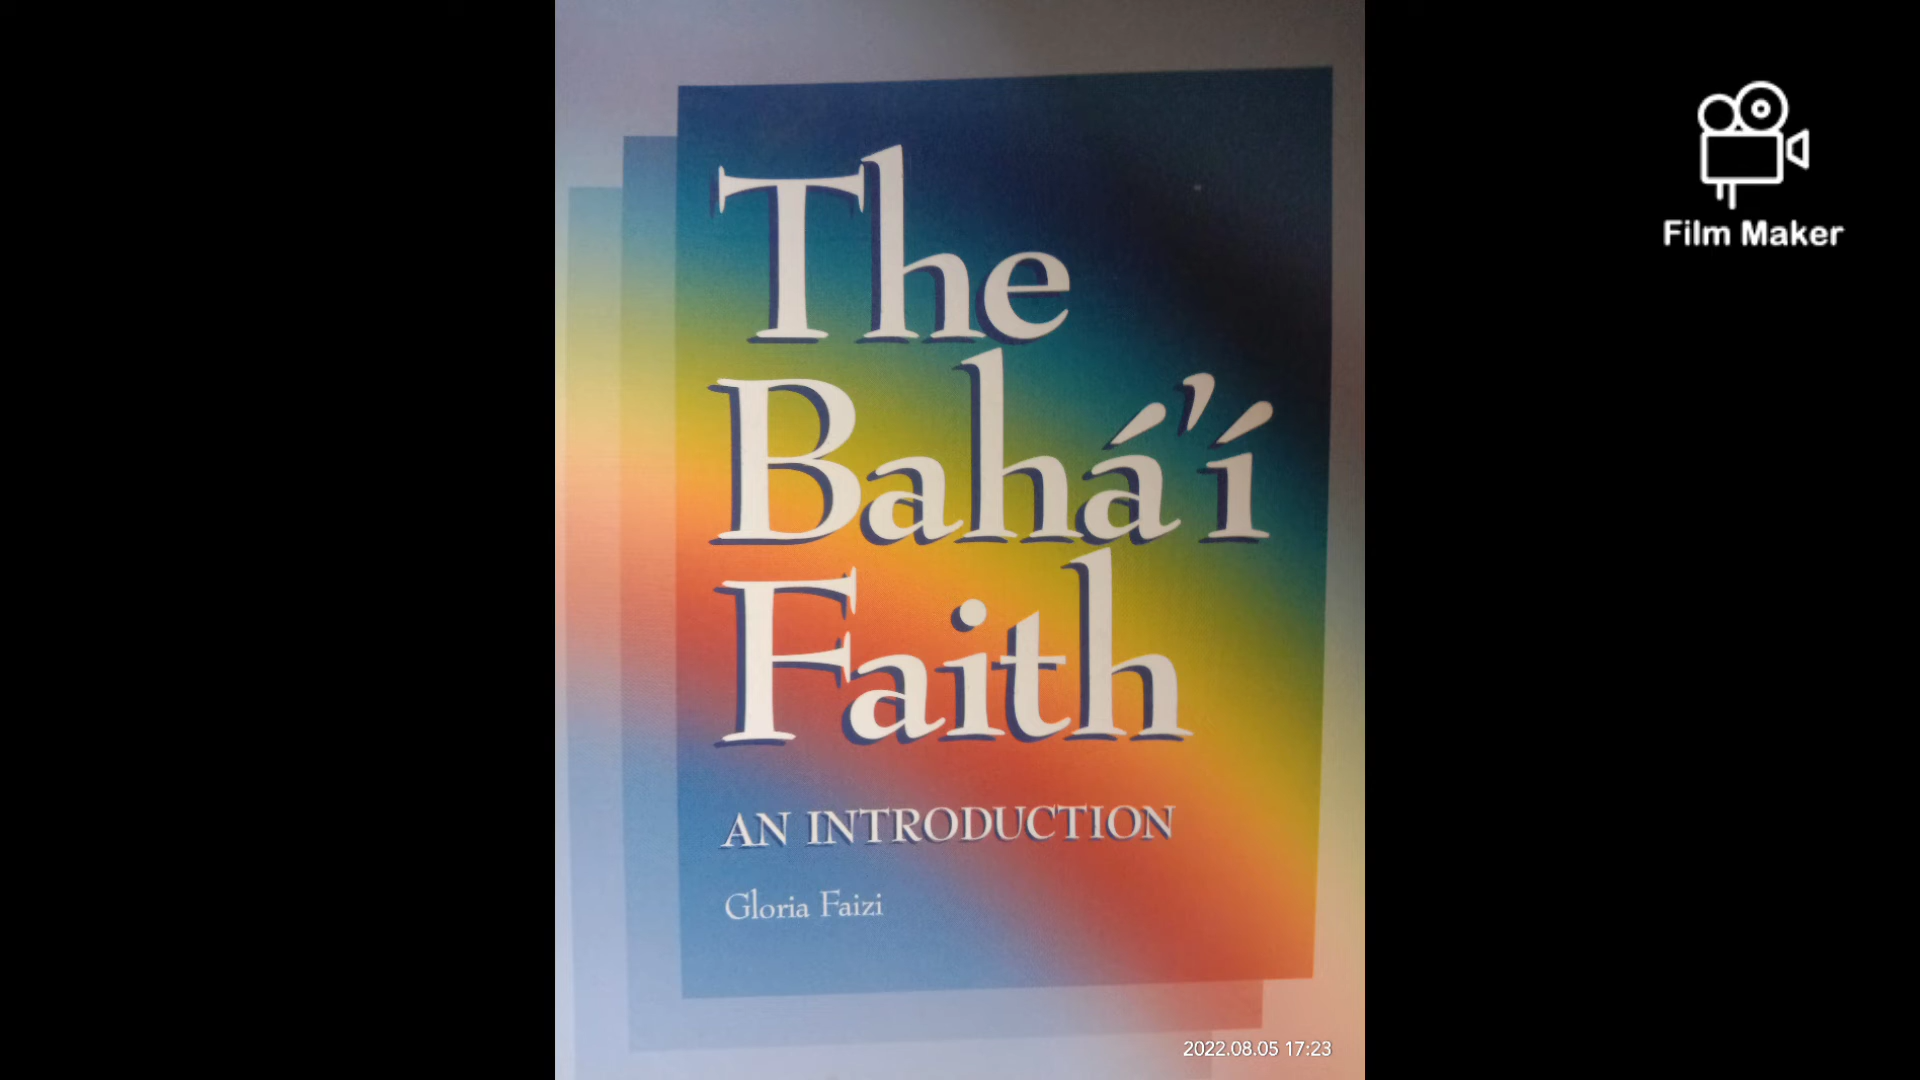 The
Bahá'í
Faith
AN INTRODUCTION
Gloria Faizi
2022.08.05 17:23
Film Maker